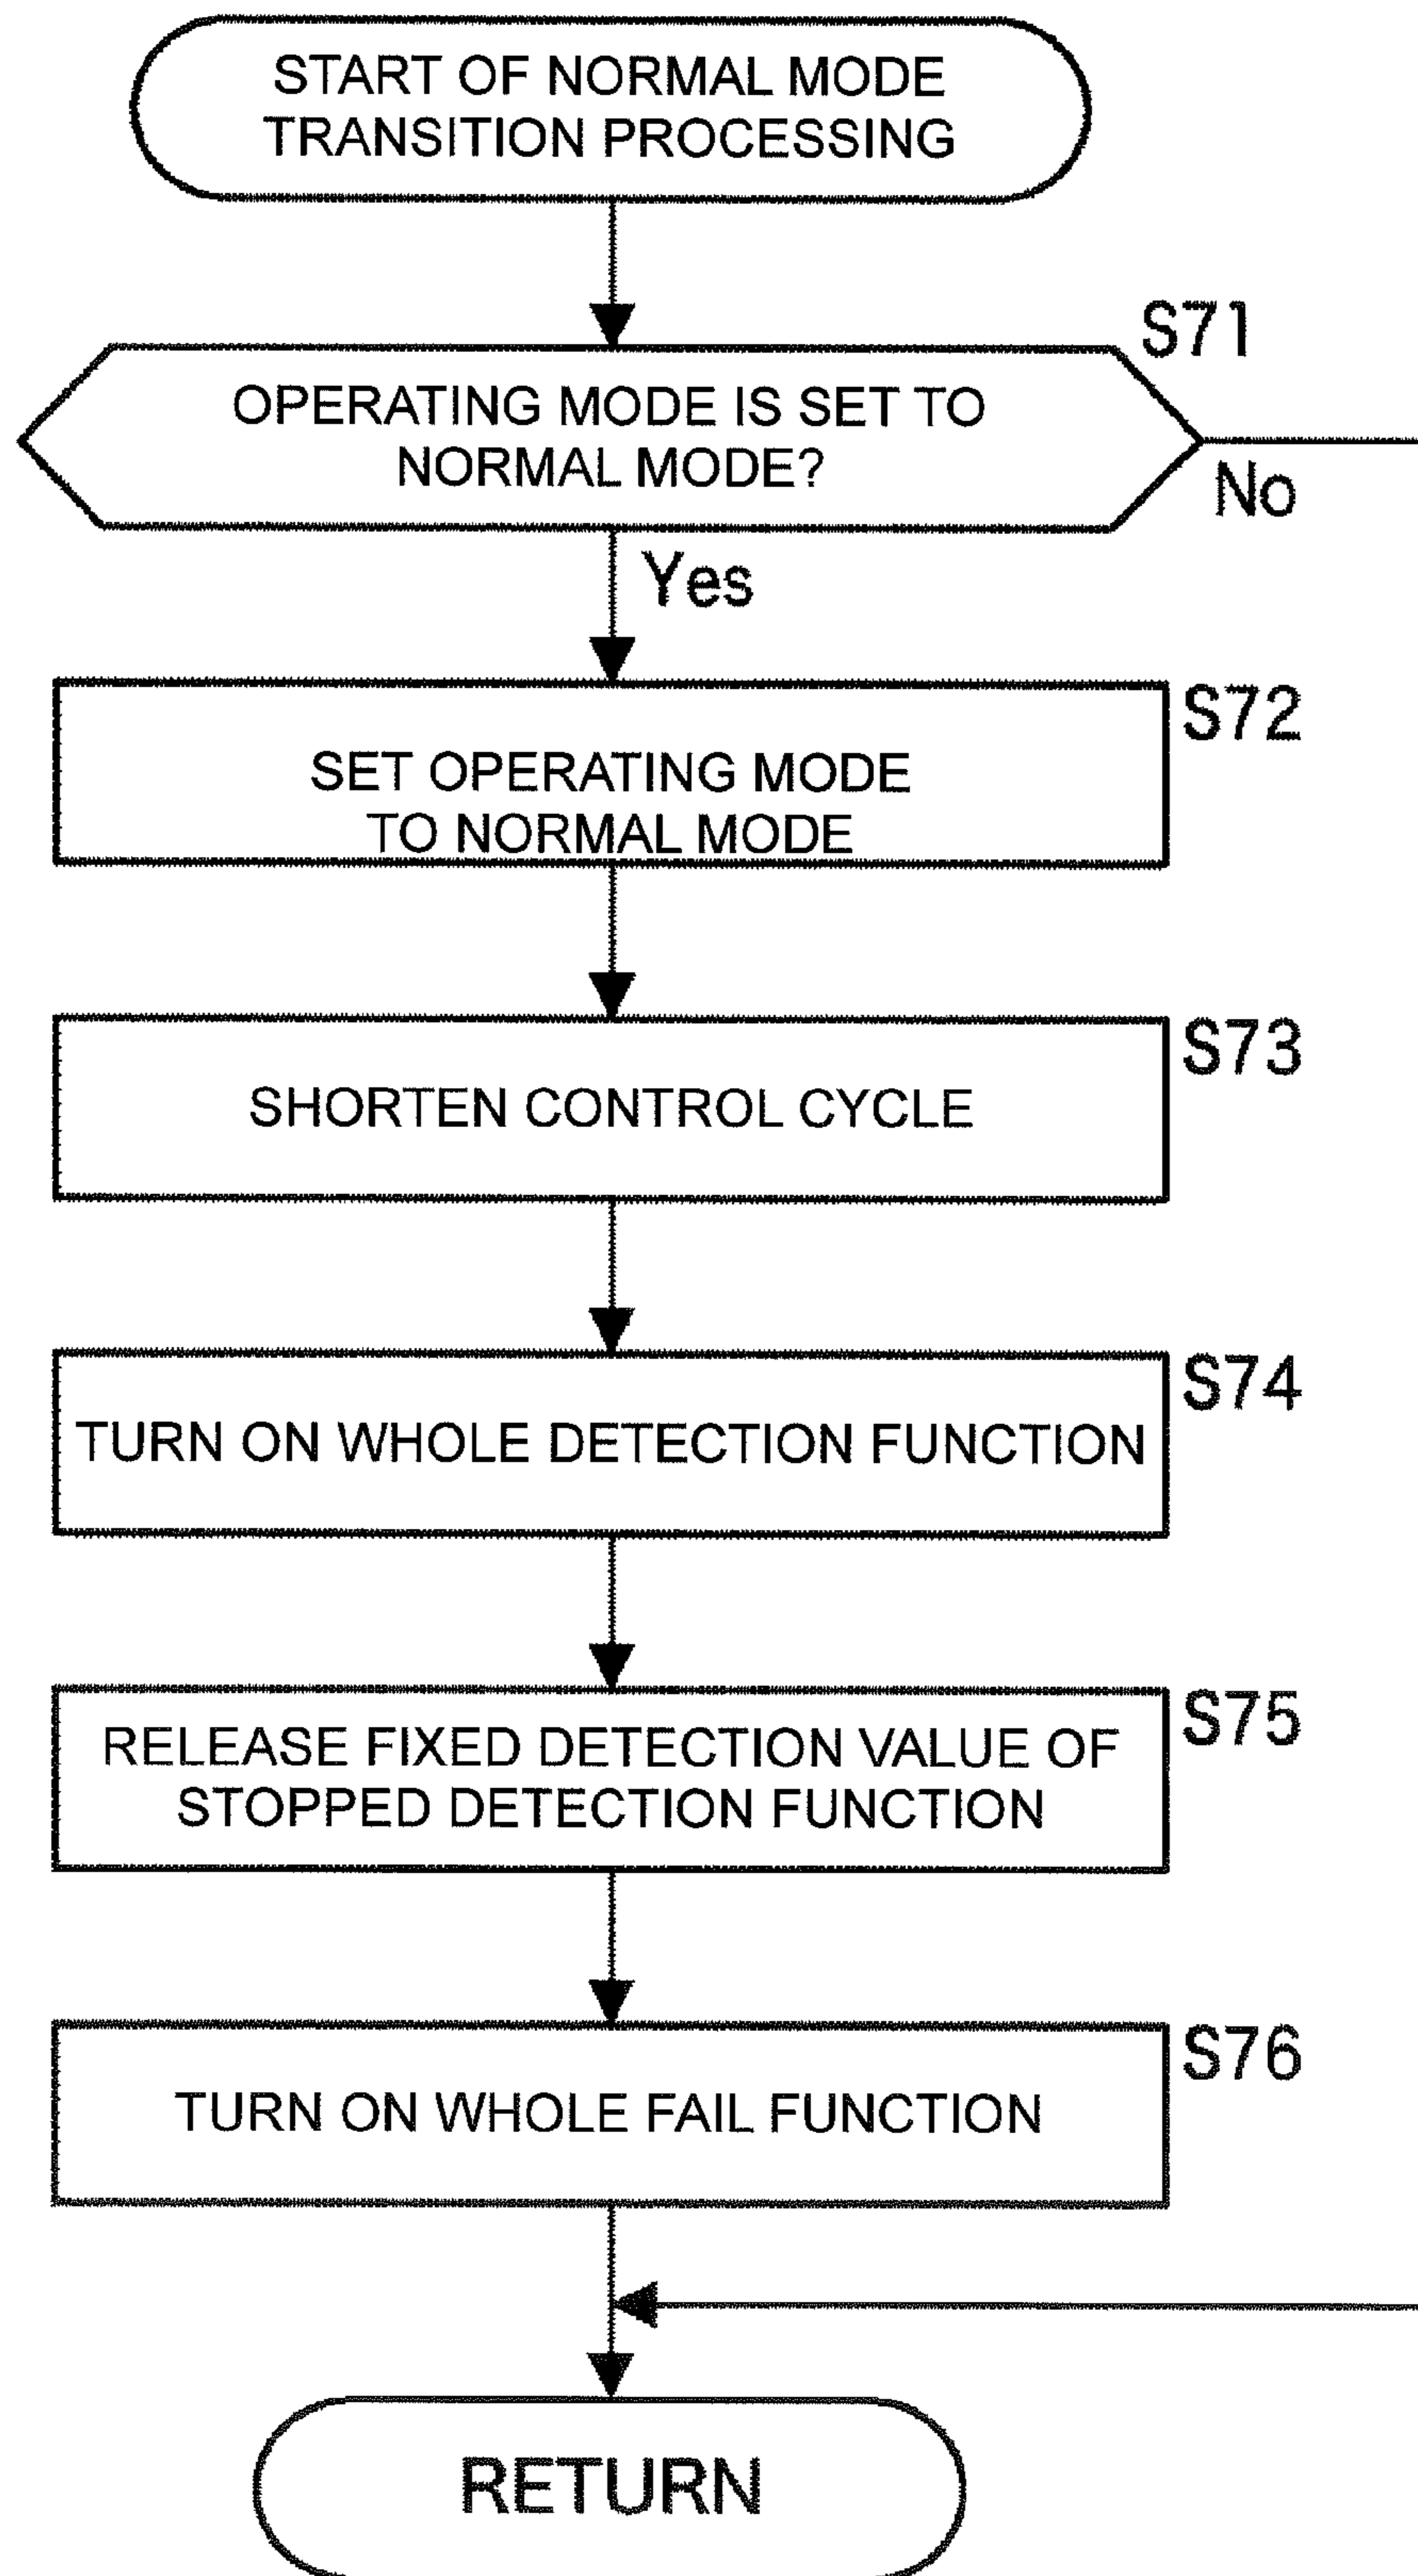 START OF NORMAL MODE
TRANSITION PROCESSING
S71
OPERATING MODE IS SET TO
NORMAL MODE?
No
Yes
S72
SET OPERATING MODE
TO NORMAL MODE
S73
SHORTEN CONTROL CYCLE
S74
TURN ON WHOLE DETECTION FUNCTION
S75
RELEASE FIXED DETECTION VALUE OF
STOPPED DETECTION FUNCTION
S76
TURN ON WHOLE FAIL FUNCTION
RETURN